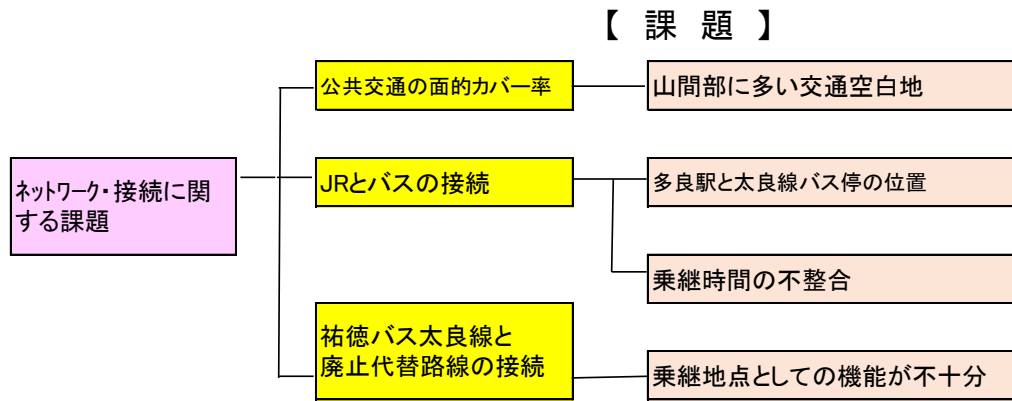 【 課 題 】
公共交通の面的カバー率
山間部に多い交通空白地
ネットワーク・接続に関
する課題
JRとバスの接続
多良駅と太良線バス停の位置
乗継時間の不整合
祐徳バス太良線と
廃止代替路線の接続
乗継地点としての機能が不十分